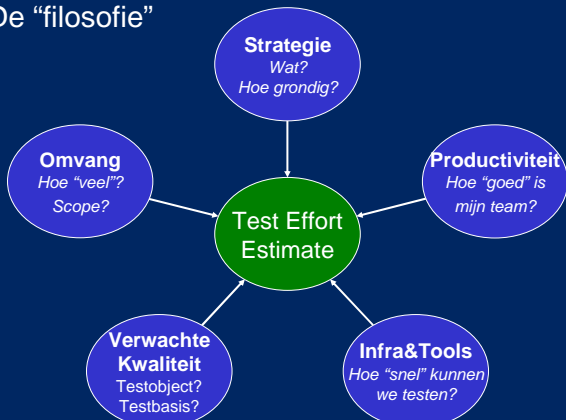 De “filosofie”
Strategie
Wat?
Hoe grondig?
Omvang
Hoe “veel”?
Scope?
Productiviteit
Hoe “goed” is
mijn team?
Test Effort
Estimate
Verwachte
Kwaliteit
Testobject?
Testbasis?
Infra&Tools
Hoe “snel” kunnen
we testen?